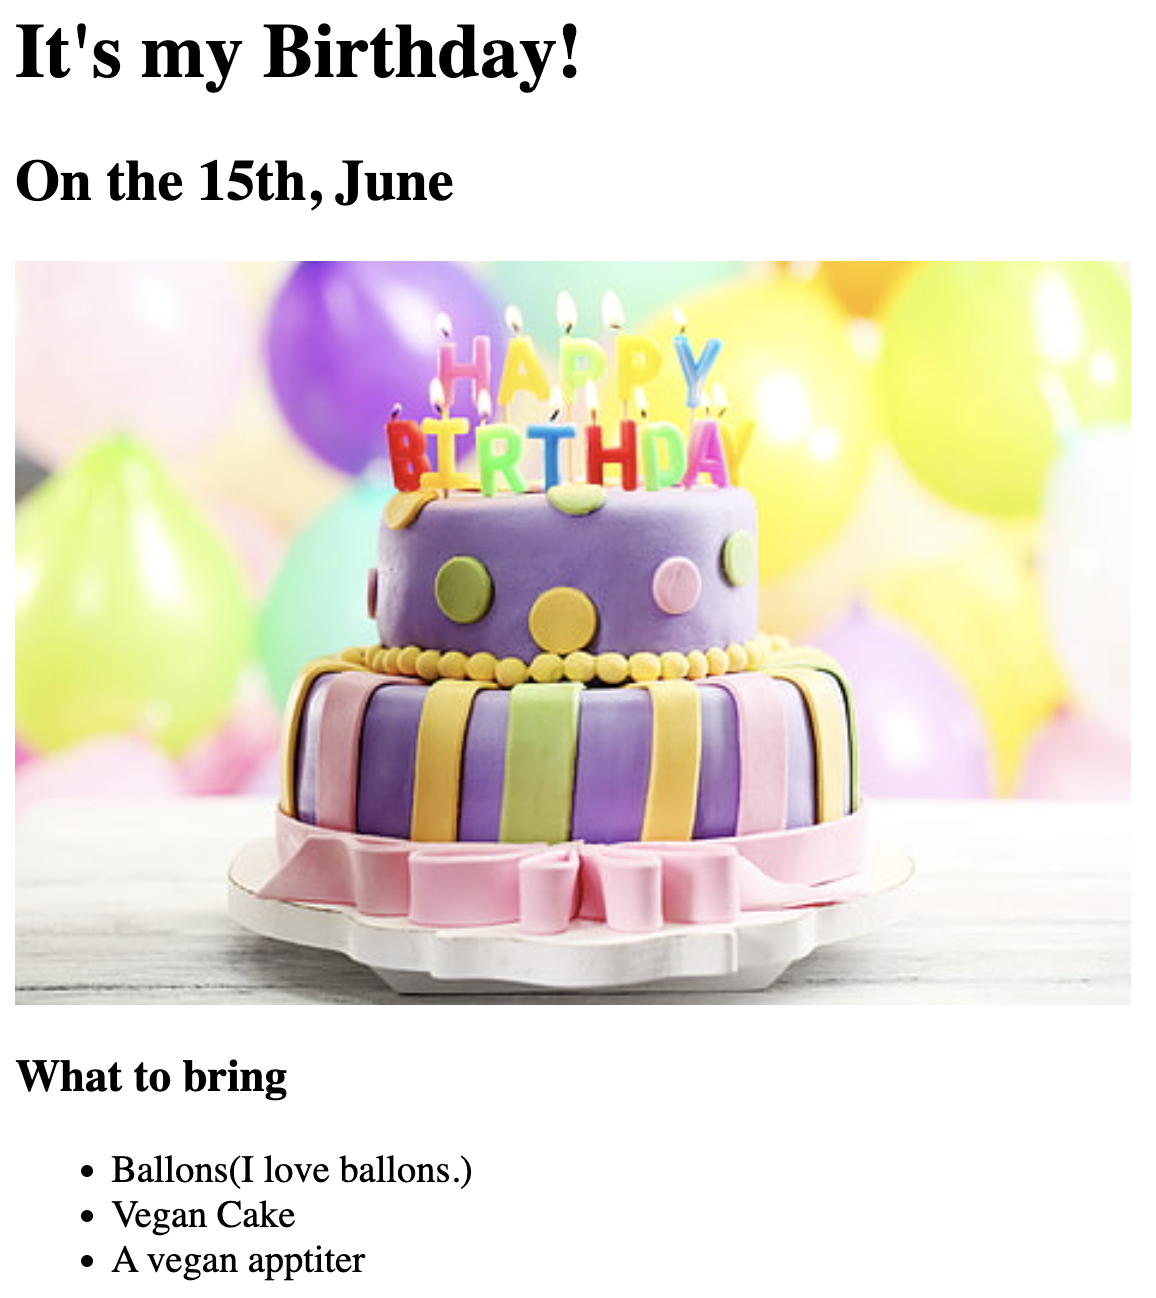 It's my Birthday!
On the 15th, June
HAPPY
BIRTHDAY
What to bring
Ballons(I love ballons.)
Vegan Cake
A vegan apptiter